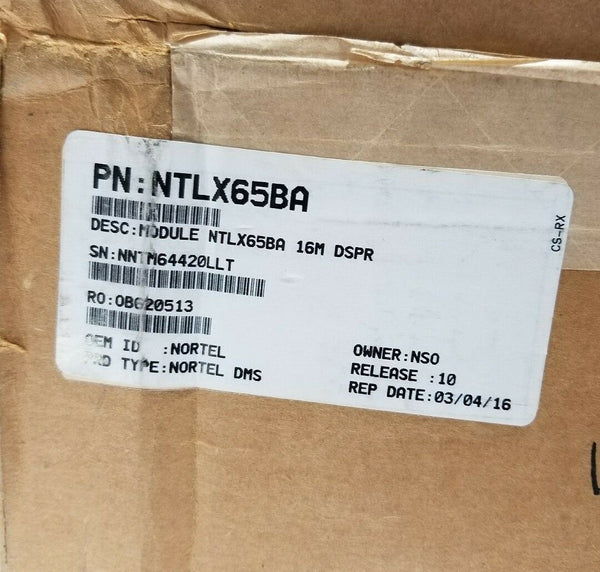 PN:NTLX65BA
DESC:MODULE NTLX65BA 16M DSPR
SN:NNTM64420LLT
RO:OBG20513
OEM ID :NORTEL
PRD TYPE:NORTEL DMS
OWNER:NSO
RELEASE :10
REP DATE:03/04/16
CS-RX